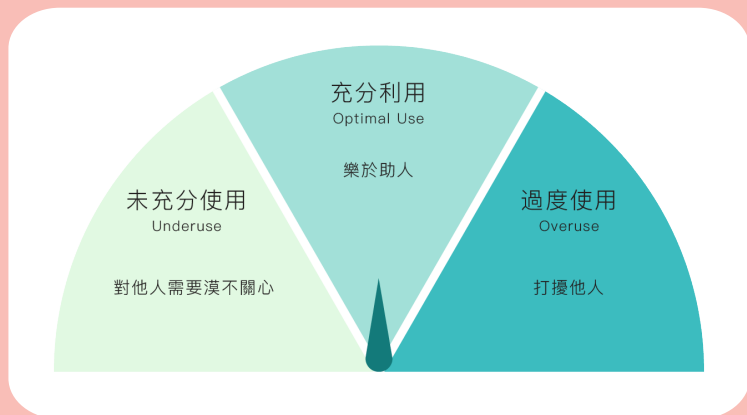 充分利用
Optimal Use
樂於助人
未充分使用
Underuse
對他人需要漠不關心
過度使用
Overuse
打擾他人